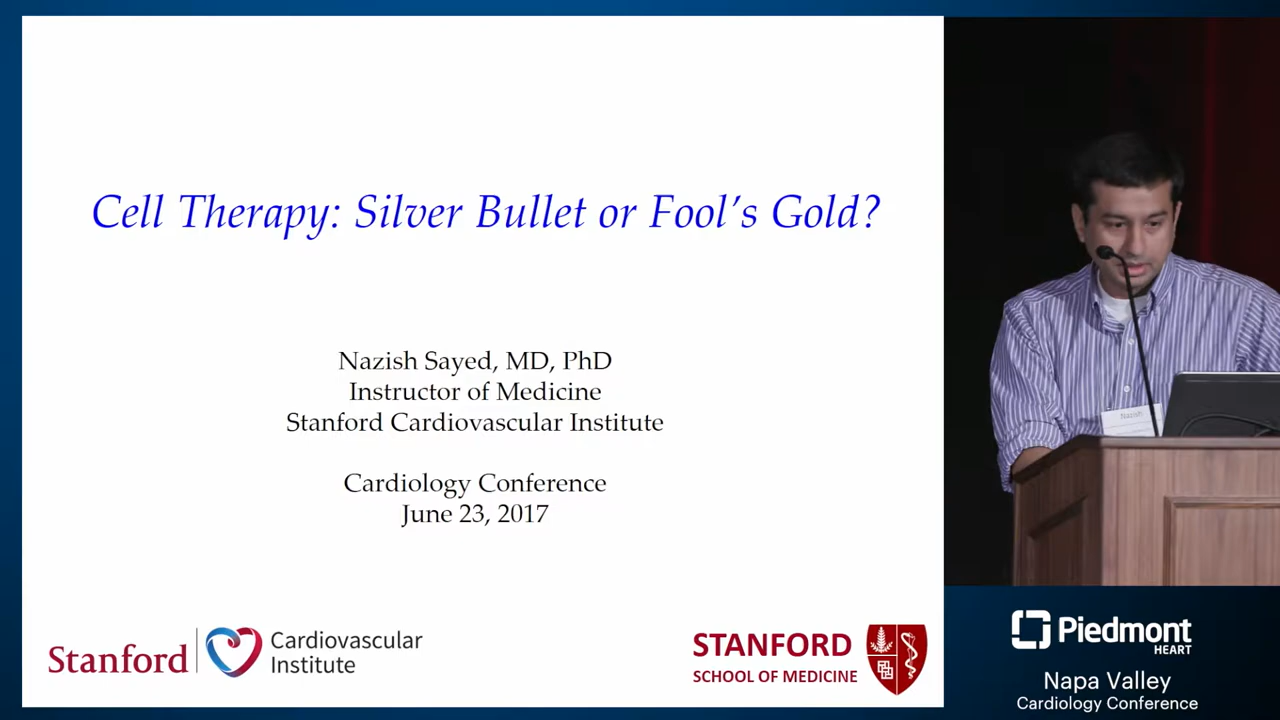 Cell Therapy: Silver Bullet or Fool's Gold?
Nazish Sayed, MD, PhD
Instructor of Medicine
Stanford Cardiovascular Institute
Cardiology Conference
June 23, 2017
Stanford
Cardiovascular
Institute
STANFORD
SCHOOL OF MEDICINE
Nazish
Piedmont
HEART
Napa Valley
Cardiology Conference